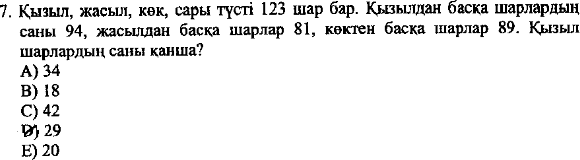 7. Қызыл, жасыл, көк, сары түсті 123 шар бар. Қызылдан басқа шарлардың
саны 94, жасылдан басқа шарлар 81, көктен басқа шарлар 89. Қызыл
шарлардың саны қанша?
A) 34
B) 18
C) 42
D) 29
E) 20